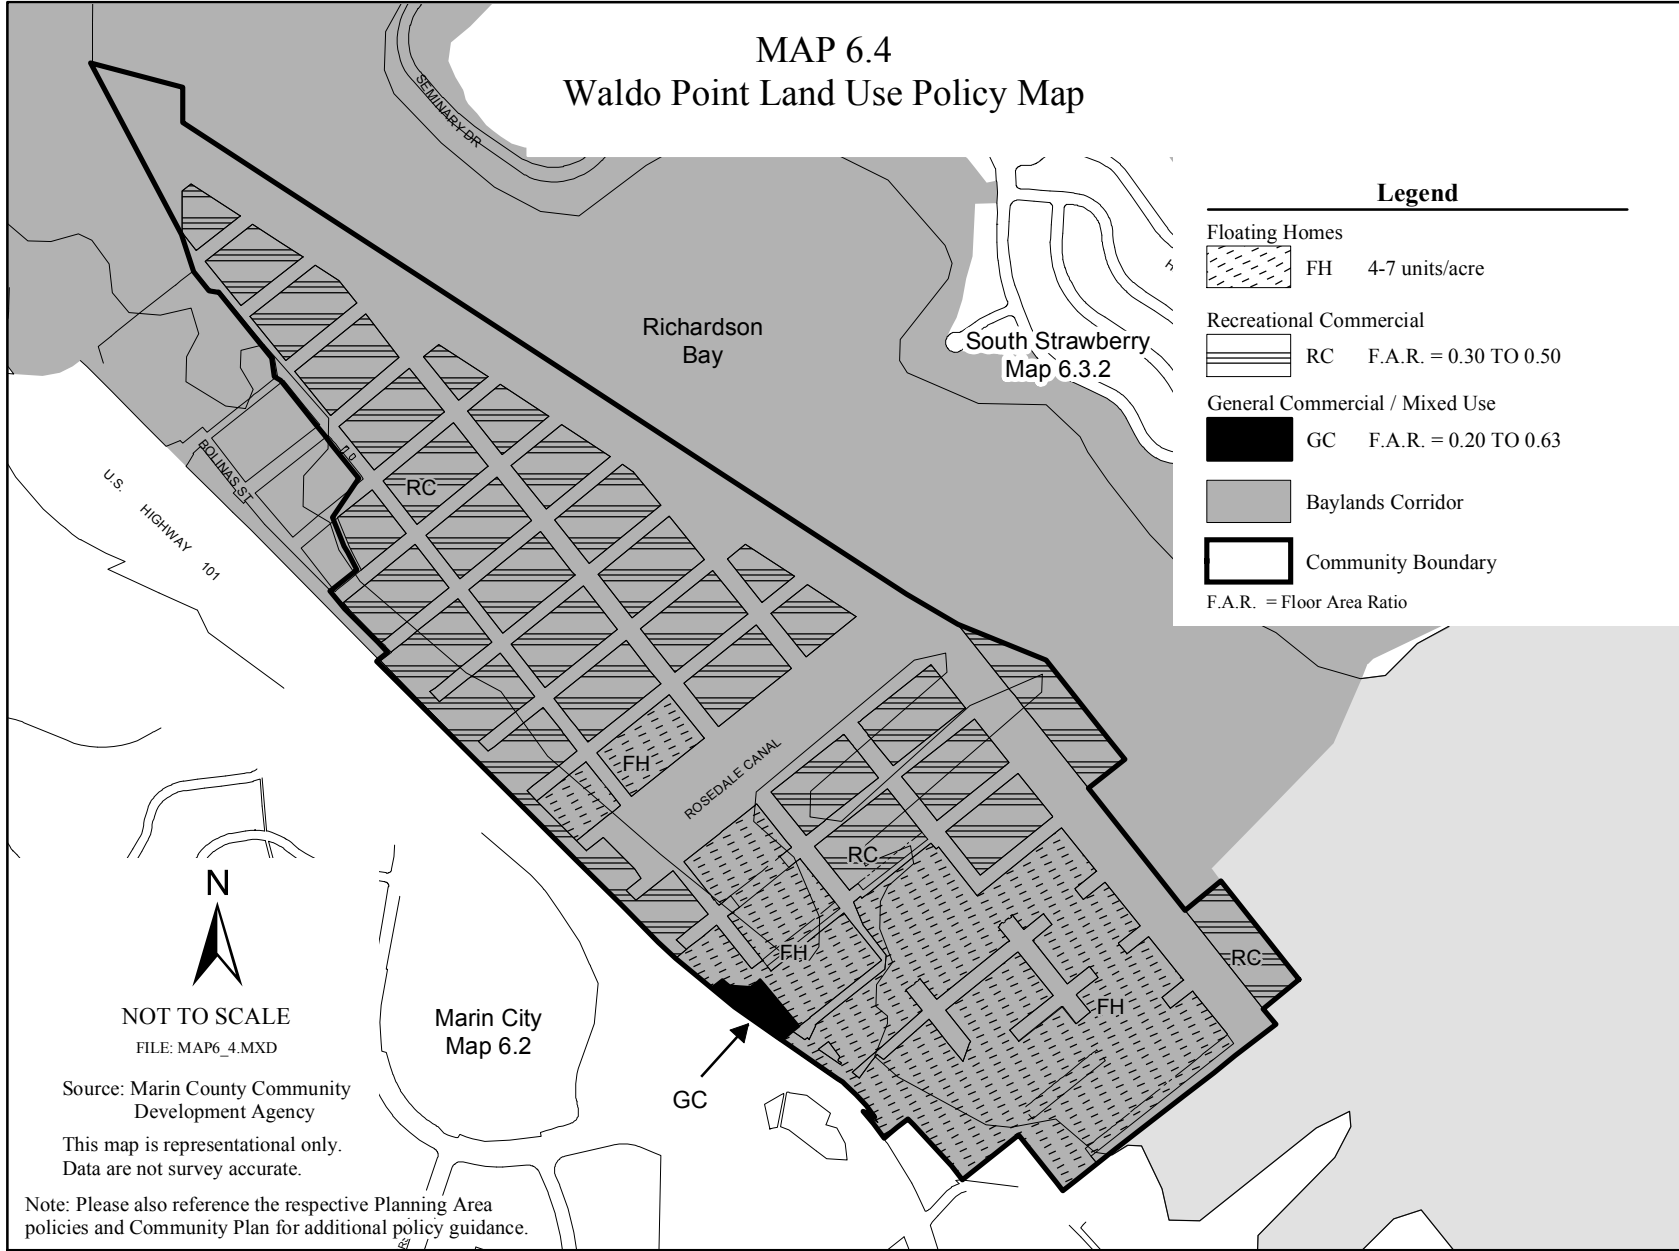 MAP 6.4
Waldo Point Land Use Policy Map
SEMINARY DR
Legend
Floating Homes
FH 4-7 units/acre
Recreational Commercial
RC F.A.R. = 0.30 TO 0.50
General Commercial / Mixed Use
GC F.A.R. = 0.20 TO 0.63
Baylands Corridor
Community Boundary
F.A.R. = Floor Area Ratio
Richardson
Bay
South Strawberry
Map 6.3.2
H
BOLINAS ST
U.S. HIGHWAY 101
RC
FH
ROSEDALE CANAL
RC
FH
RC
FH
GC
N
NOT TO SCALE
FILE: MAP6_4.MXD
Marin City
Map 6.2
Source: Marin County Community
Development Agency
This map is representational only.
Data are not survey accurate.
Note: Please also reference the respective Planning Area
policies and Community Plan for additional policy guidance.